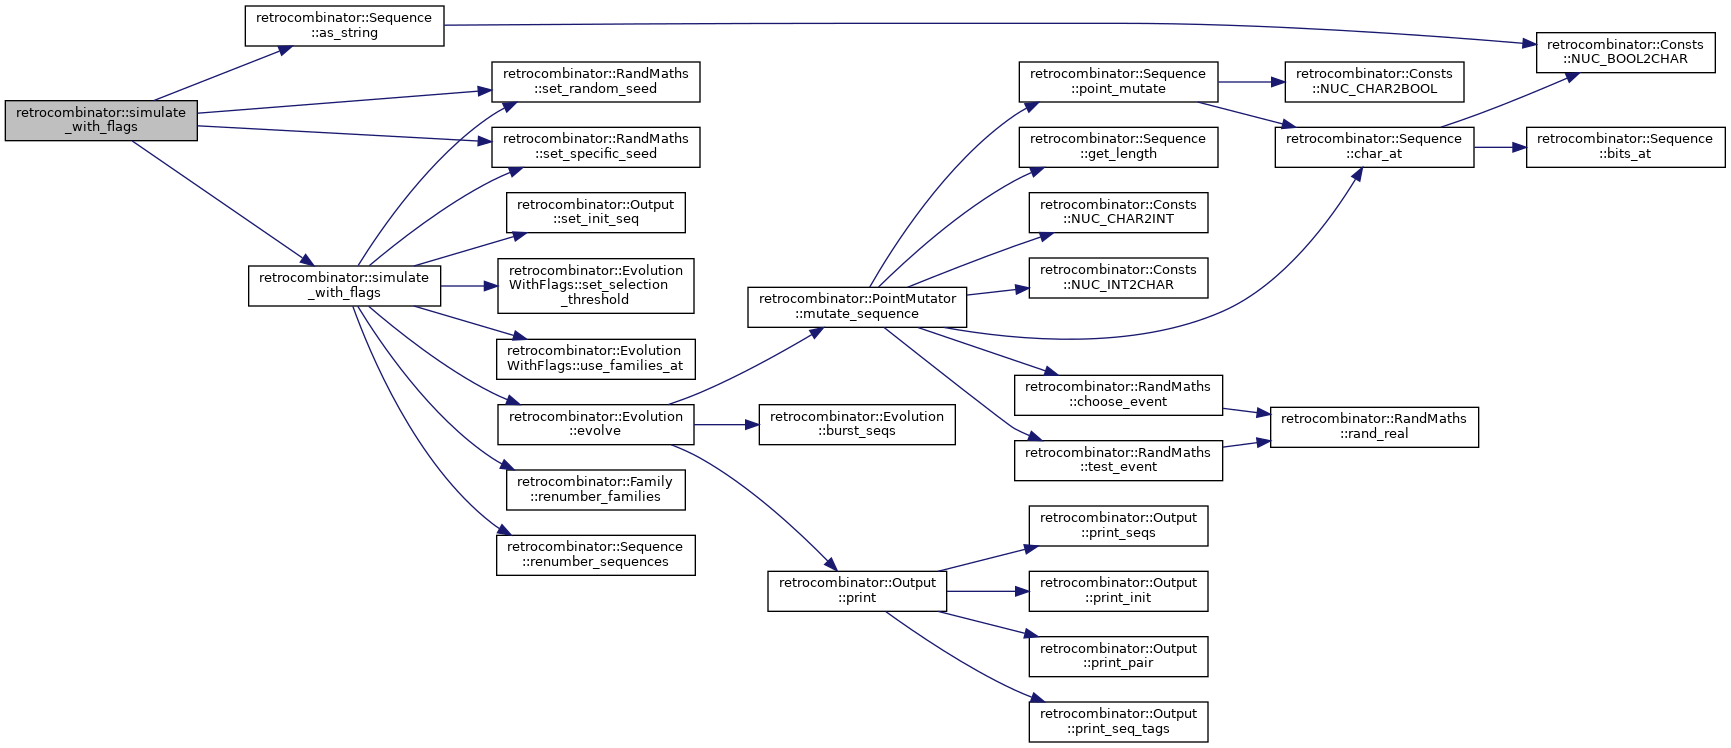 retrocombinator::simulate
_with_flags
retrocombinator::Sequence
::as_string
retrocombinator::RandMaths
::set_random_seed
retrocombinator::RandMaths
::set_specific_seed
retrocombinator::simulate
_with_flags
retrocombinator::Output
::set_init_seq
retrocombinator::Evolution
WithFlags::set_selection
_threshold
retrocombinator::Evolution
WithFlags::use_families_at
retrocombinator::Evolution
::evolve
retrocombinator::Family
::renumber_families
retrocombinator::Sequence
::renumber_sequences
retrocombinator::PointMutator
::mutate_sequence
retrocombinator::Evolution
::burst_seqs
retrocombinator::Output
::print
retrocombinator::Sequence
::point_mutate
retrocombinator::Sequence
::get_length
retrocombinator::Consts
::NUC_CHAR2INT
retrocombinator::Consts
::NUC_INT2CHAR
retrocombinator::RandMaths
::choose_event
retrocombinator::RandMaths
::test_event
retrocombinator::Output
::print_seqs
retrocombinator::Output
::print_init
retrocombinator::Output
::print_pair
retrocombinator::Output
::print_seq_tags
retrocombinator::Consts
::NUC_CHAR2BOOL
retrocombinator::Sequence
::char_at
retrocombinator::RandMaths
::rand_real
retrocombinator::Consts
::NUC_BOOL2CHAR
retrocombinator::Sequence
::bits_at